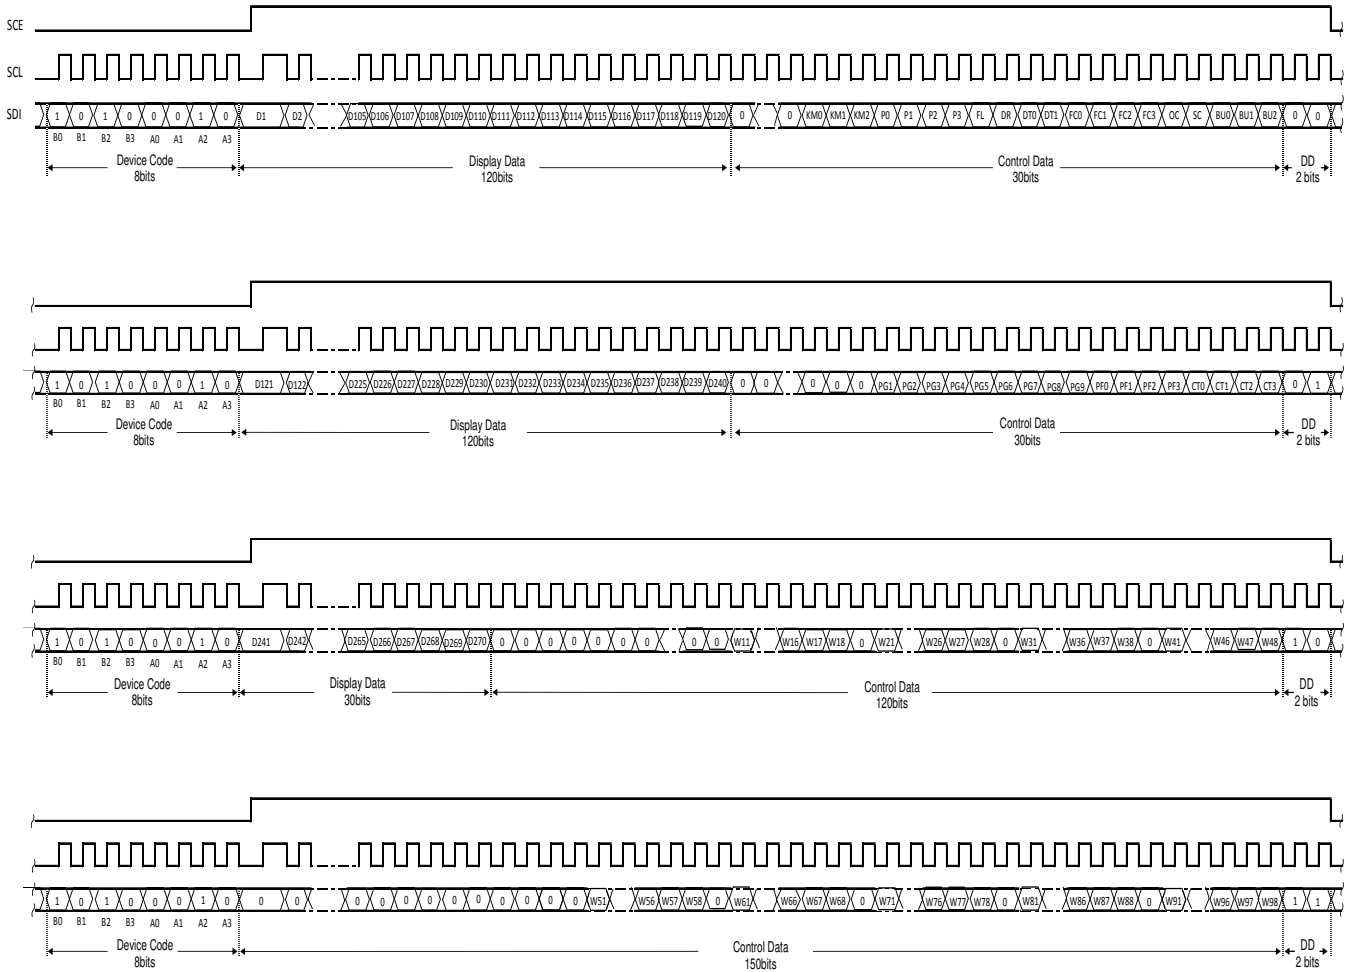 SCE
SCL
SDI 1 0 1 0 0 0 1 0 D1 D2 D105 D106 D107 D108 D109 D110 D111 D112 D113 D114 D115 D116 D117 D118 D119 D120 0 0 KM0 KM1 KM2 P0 P1 P2 P3 FL DR DT0 DT1 FC0 FC1 FC2 FC3 OC SC BU0 BU1 BU2 0 0
B0 B1 B2 B3 A0 A1 A2 A3
Device Code Display Data Control Data DD
8bits 120bits 30bits 2 bits
1 0 1 0 0 0 1 0 D121 D122 D225 D226 D227 D228 D229 D230 D231 D232 D233 D234 D235 D236 D237 D238 D239 D240 0 0 0 0 0 PG1 PG2 PG3 PG4 PG5 PG6 PG7 PG8 PG9 PF0 PF1 PF2 PF3 CT0 CT1 CT2 CT3 0 1
B0 B1 B2 B3 A0 A1 A2 A3
Device Code Display Data Control Data DD
8bits 120bits 30bits 2 bits
1 0 1 0 0 0 1 0 D241 D242 D265 D266 D267 D268 D269 D270 0 0 0 0 0 0 0 0 0 W11 W16 W17 W18 0 W21 W26 W27 W28 0 W31 W36 W37 W38 0 W41 W46 W47 W48 1 0
B0 B1 B2 B3 A0 A1 A2 A3
Device Code Display Data Control Data DD
8bits 30bits 120bits 2 bits
1 0 1 0 0 0 1 0 0 0 0 0 0 0 0 0 0 0 0 0 W51 W56 W57 W58 0 W61 W66 W67 W68 0 W71 W76 W77 W78 0 W81 W86 W87 W88 0 W91 W96 W97 W98 1 1
B0 B1 B2 B3 A0 A1 A2 A3
Device Code Control Data DD
8bits 150bits 2 bits